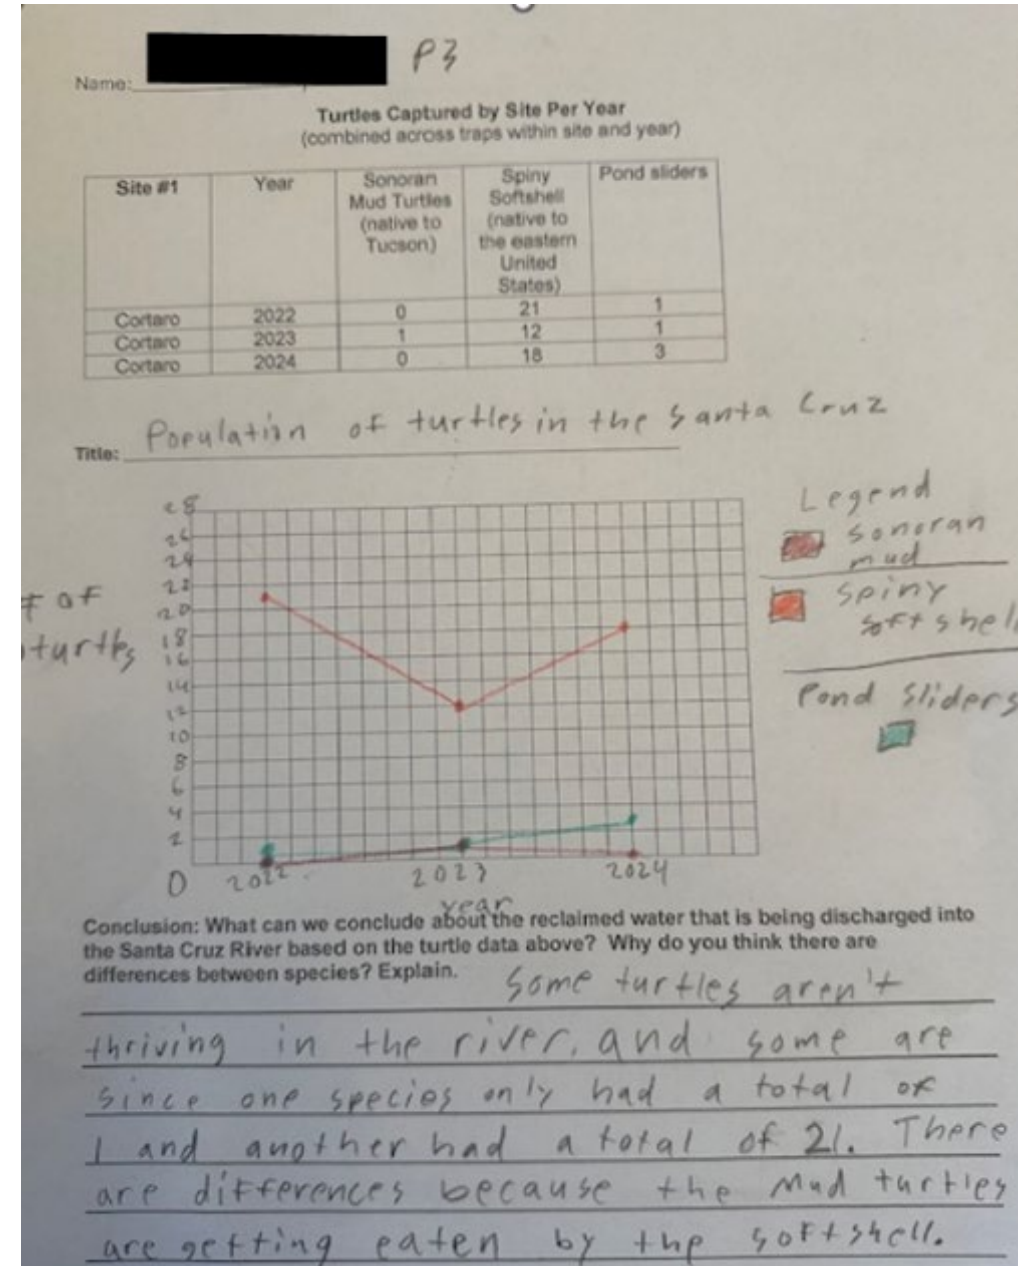 P3
Name:
Turtles Captured by Site Per Year
(combined across traps within site and year)
Site #1 Year Sonoran Mud Turtles (native to Tucson) Spiny Softshell (native to the eastern United States) Pond sliders
Cortaro 2022 0 21 1
Cortaro 2023 1 12 1
Cortaro 2024 0 18 3
Title: Population of turtles in the Santa Cruz
Legend
sonoran
mud
Spiny
softshell
Pond Sliders
# of
turtles
28
26
24
22
20
18
16
14
12
10
8
6
4
2
0 2022 2023 2024
year
Conclusion: What can we conclude about the reclaimed water that is being discharged into
the Santa Cruz River based on the turtle data above? Why do you think there are
differences between species? Explain. Some turtles aren't
thriving in the river, and some are
since one species only had a total of
1 and another had a total of 21. There
are differences because the Mud turtles
are getting eaten by the softshell.